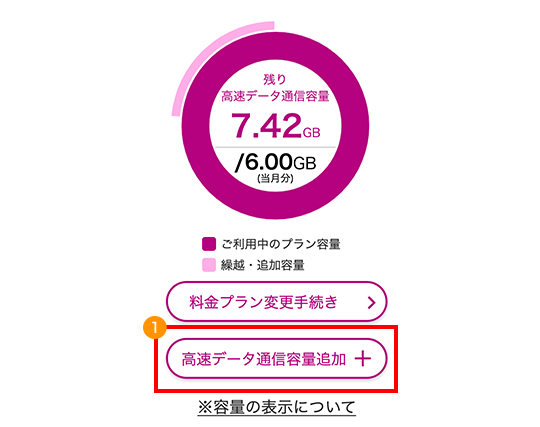 残り
高速データ通信容量
7.42GB
/6.00GB
(当月分)
ご利用中のプラン容量
繰越・追加容量
料金プラン変更手続き
1
高速データ通信容量追加
※容量の表示について